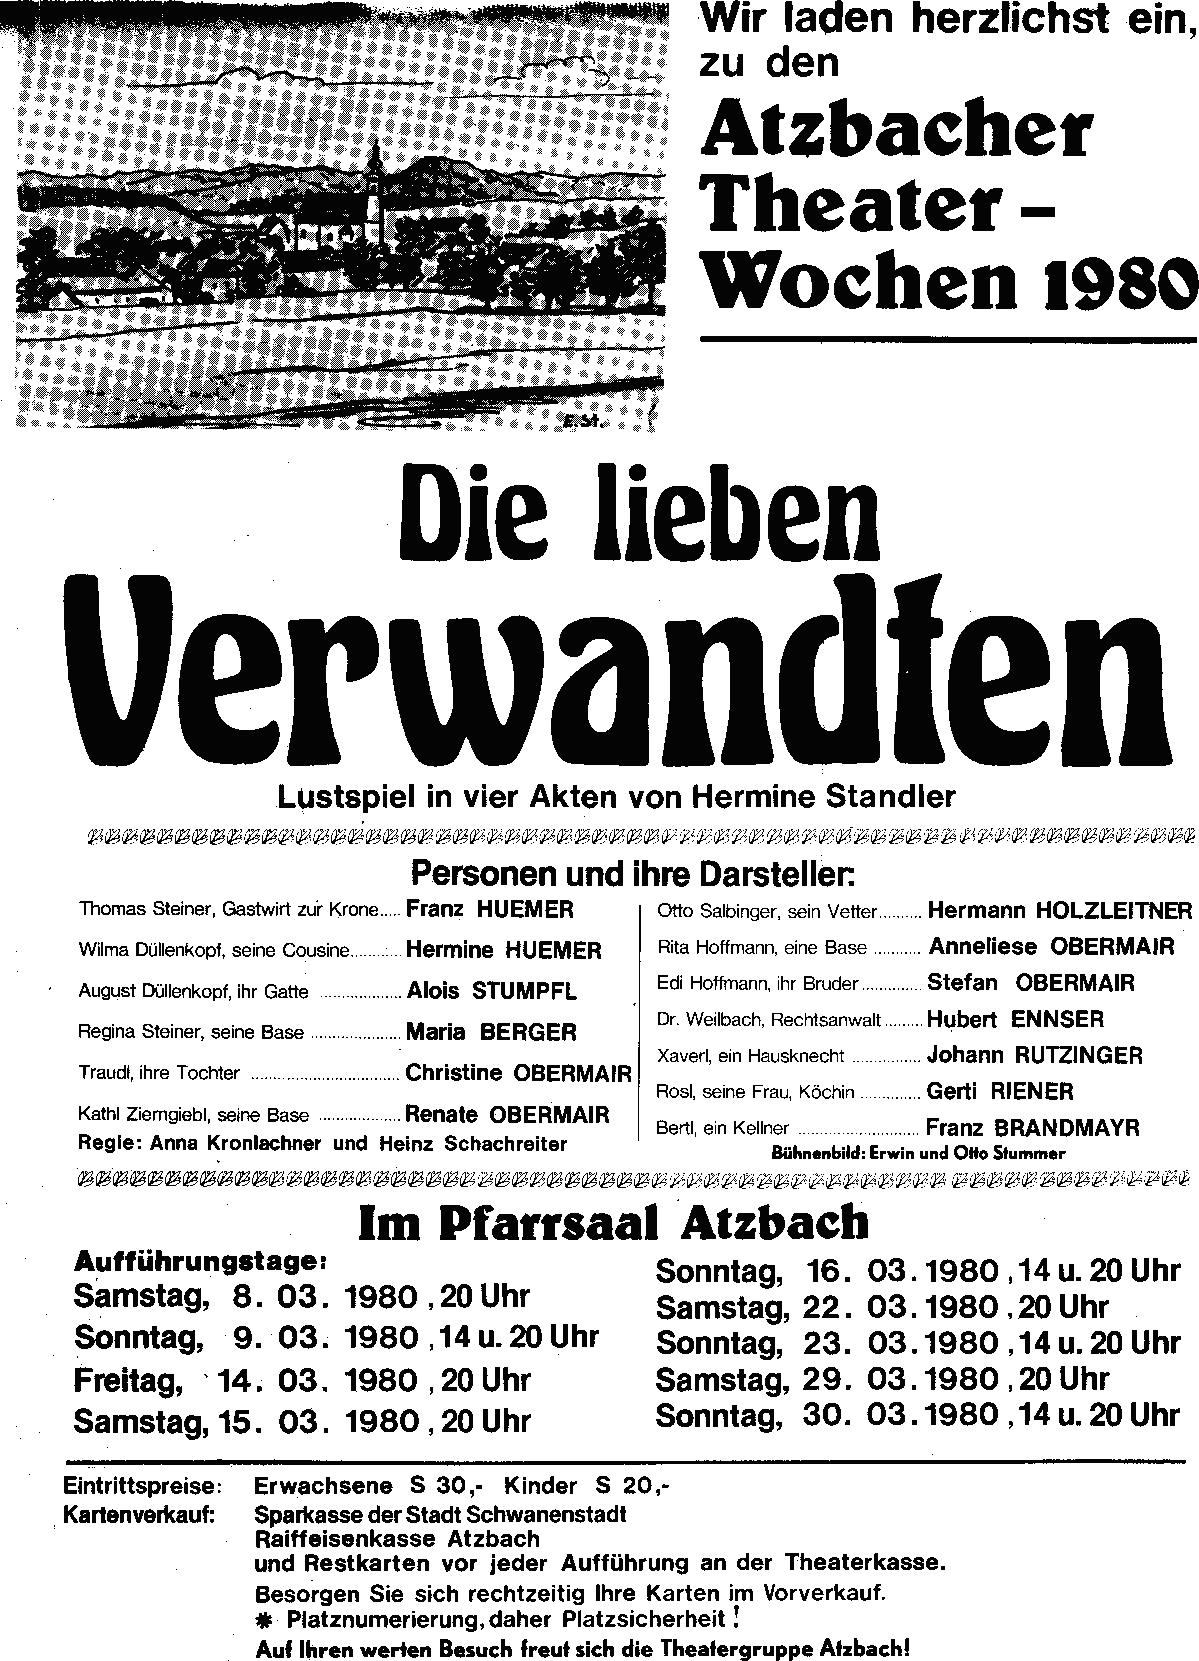 Wir laden herzlichst ein,
zu den
Atzbacher
Theater -
Wochen 1980
E.St.
Die lieben
Verwandten
Lustspiel in vier Akten von Hermine Standler
Personen und ihre Darsteller:
Thomas Steiner, Gastwirt zur Krone..... Franz HUEMER
Wilma Düllenkopf, seine Cousine............ Hermine HUEMER
August Düllenkopf, ihr Gatte ................... Alois STUMPFL
Regina Steiner, seine Base ..................... Maria BERGER
Traudl, ihre Tochter .................................. Christine OBERMAIR
Kathl Ziemgiebl, seine Base ................... Renate OBERMAIR
Regie: Anna Kronlachner und Heinz Schachreiter
Otto Salbinger, sein Vetter.......... Hermann HOLZLEITNER
Rita Hoffmann, eine Base ........... Anneliese OBERMAIR
Edi Hoffmann, ihr Bruder.............. Stefan OBERMAIR
Dr. Weilbach, Rechtsanwalt......... Hubert ENNSER
Xaverl, ein Hausknecht ................ Johann RUTZINGER
Rosl, seine Frau, Köchin .............. Gerti RIENER
Bertl, ein Kellner ............................ Franz BRANDMAYR
Bühnenbild: Erwin und Otto Stummer
Im Pfarrsaal Atzbach
Aufführungstage:
Samstag, 8. 03. 1980 , 20 Uhr
Sonntag, 9. 03. 1980 , 14 u. 20 Uhr
Freitag, 14. 03. 1980 , 20 Uhr
Samstag, 15. 03. 1980 , 20 Uhr
Sonntag, 16. 03. 1980 , 14 u. 20 Uhr
Samstag, 22. 03. 1980 , 20 Uhr
Sonntag, 23. 03. 1980 , 14 u. 20 Uhr
Samstag, 29. 03. 1980 , 20 Uhr
Sonntag, 30. 03. 1980 , 14 u. 20 Uhr
Eintrittspreise: Erwachsene S 30,- Kinder S 20,-
Kartenverkauf: Sparkasse der Stadt Schwanenstadt
Raiffeisenkasse Atzbach
und Restkarten vor jeder Aufführung an der Theaterkasse.
Besorgen Sie sich rechtzeitig Ihre Karten im Vorverkauf.
* Platznumerierung, daher Platzsicherheit !
Auf Ihren werten Besuch freut sich die Theatergruppe Atzbach!